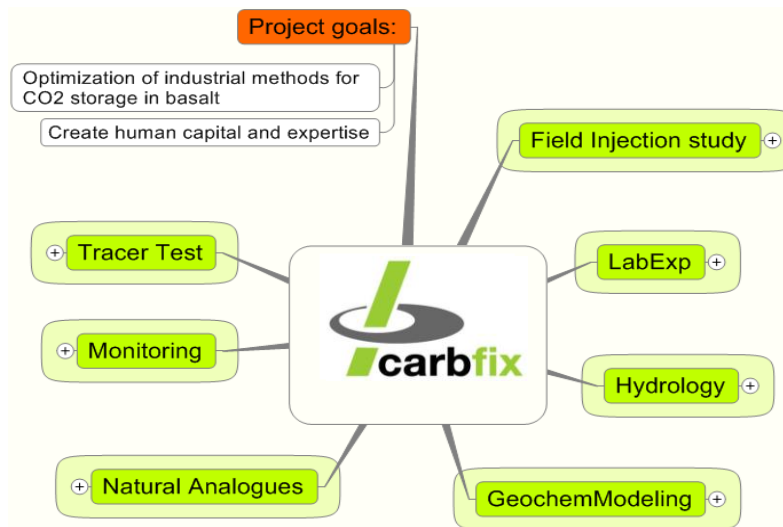 Project goals:
Optimization of industrial methods for
CO2 storage in basalt
Create human capital and expertise
Field Injection study
Tracer Test
LabExp
Monitoring
carbfix
Hydrology
Natural Analogues
GeochemModeling